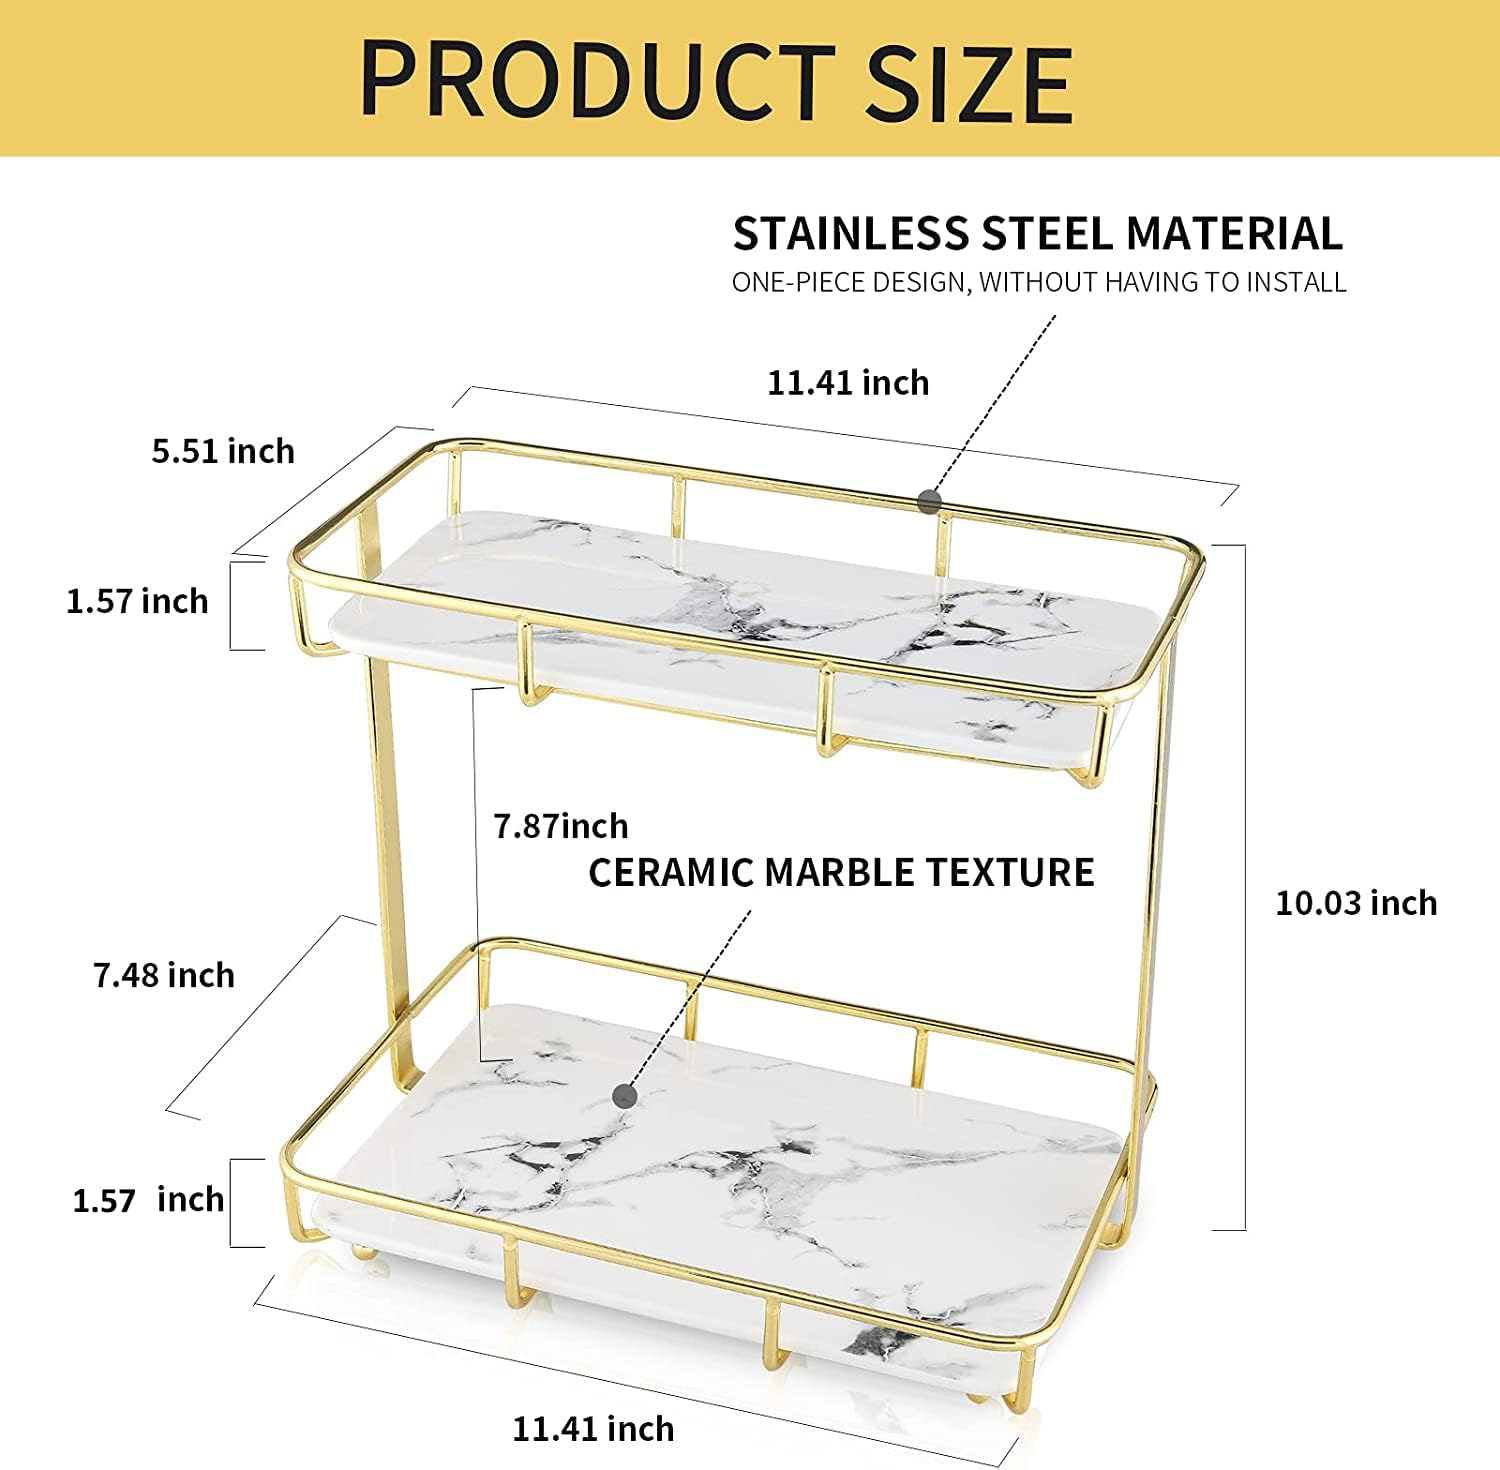 PRODUCT SIZE
STAINLESS STEEL MATERIAL
ONE-PIECE DESIGN, WITHOUT HAVING TO INSTALL
11.41 inch
5.51 inch
1.57 inch
7.87inch
CERAMIC MARBLE TEXTURE
10.03 inch
7.48 inch
1.57 inch
11.41 inch